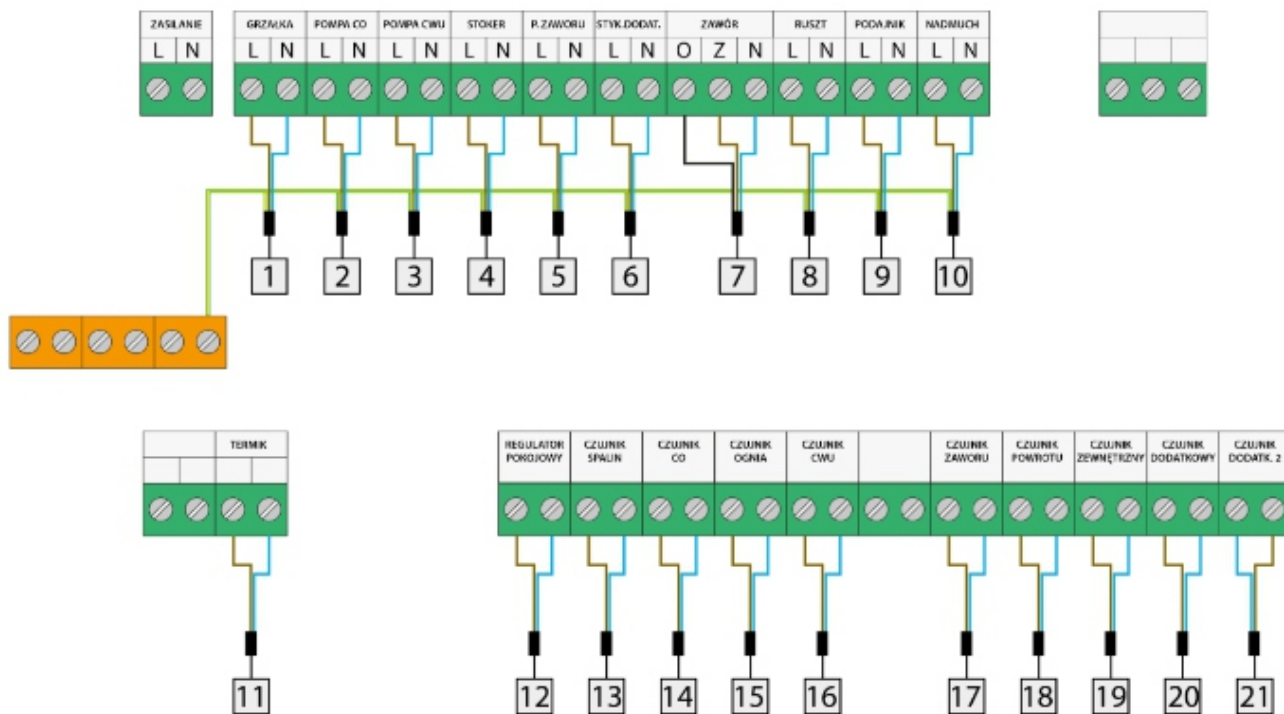 ZASILANIE GRZAŁKA POMPA CO POMPA CWU STOKER P.ZAWORU STYK.DODAT. ZAWÓR RUSZT PODAJNIK NADMUCH
L N L N L N L N L N L N L N O Z N L N L N L N
1 2 3 4 5 6 7 8 9 10
TERMIK REGULATOR CZUJNIK CZUJNIK CZUJNIK CZUJNIK CZUJNIK CZUJNIK CZUJNIK CZUJNIK CZUJNIK
POKOJOWY SPALIN CO OGNIA CWU ZAWORU POWROTU ZEWNĘTRZNY DODATKOWY DODATK. 2
11 12 13 14 15 16 17 18 19 20 21